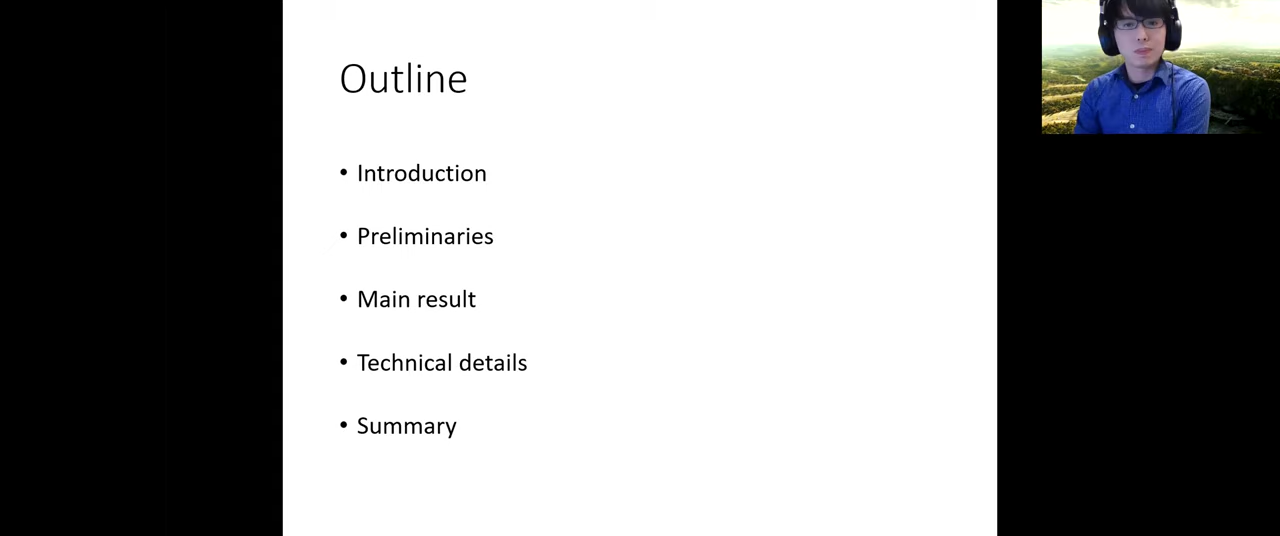 Outline
• Introduction
• Preliminaries
• Main result
• Technical details
• Summary